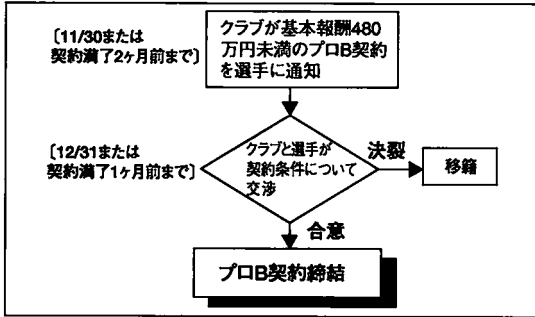 〔11/30または
契約満了2ヶ月前まで〕
クラブが基本報酬480
万円未満のプロB契約
を選手に通知
〔12/31または
契約満了1ヶ月前まで〕
クラブと選手が
契約条件について
交渉
決裂
移籍
合意
プロB契約締結